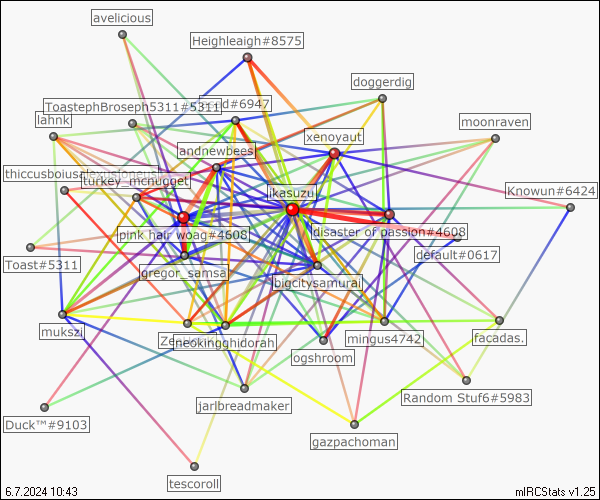 avelicious
Heighleaigh#8575
doggerdig
ToastephBroseph5311#5311
#6947
lahnk
moonraven
xenoyaut
andnewbees
thiccusboius
turkey_mcnugget
ikasuzu
Knowun#6424
pink hair woag#4608
disaster of passion#4608
default#0617
Toast#5311
gregor_samsa
bigcitysamurai
mukszi
neokingghidorah
mingus4742
facadas.
ogshroom
Random Stuf6#5983
jarlbreadmaker
Duck™#9103
gazpachoman
tescoroll
6.7.2024 10:43
mIRCStats v1.25